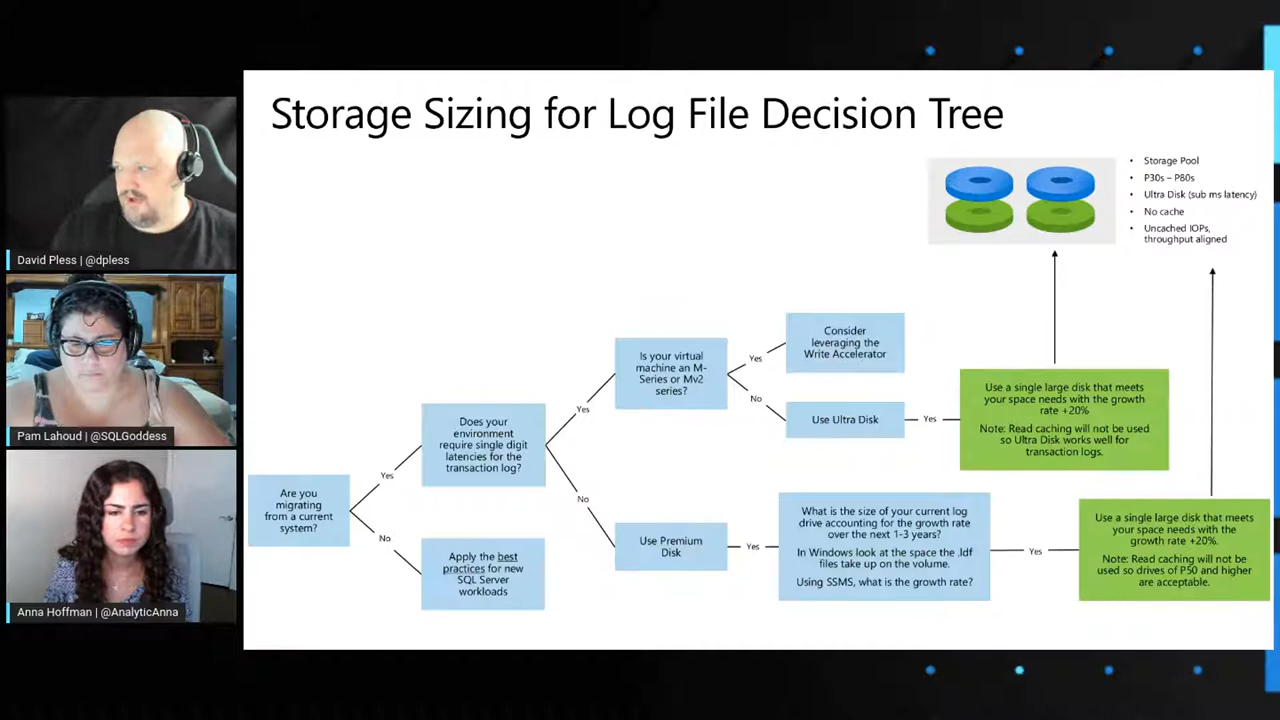 Storage Sizing for Log File Decision Tree
David Pless | @dpless
Pam Lahoud | @SQLGoddess
Anna Hoffman | @AnalyticAnna
• Storage Pool
• P30s – P80s
• Ultra Disk (sub ms latency)
• No cache
• Uncached IOPs,
throughput aligned
Are you
migrating
from a current
system?
Yes
No
Does your
environment
require single digit
latencies for the
transaction log?
Apply the best
practices for new
SQL Server
workloads
Yes
No
Is your virtual
machine an M-
Series or Mv2
series?
Yes
No
Consider
leveraging the
Write Accelerator
Use Ultra Disk
Yes
Use a single large disk that meets
your space needs with the growth
rate +20%
Note: Read caching will not be used
so Ultra Disk works well for
transaction logs.
Use Premium
Disk
Yes
What is the size of your current log
drive accounting for the growth rate
over the next 1-3 years?
In Windows look at the space the .ldf
files take up on the volume.
Using SSMS, what is the growth rate?
Yes
Use a single large disk that meets
your space needs with the
growth rate +20%.
Note: Read caching will not be
used so drives of P50 and higher
are acceptable.